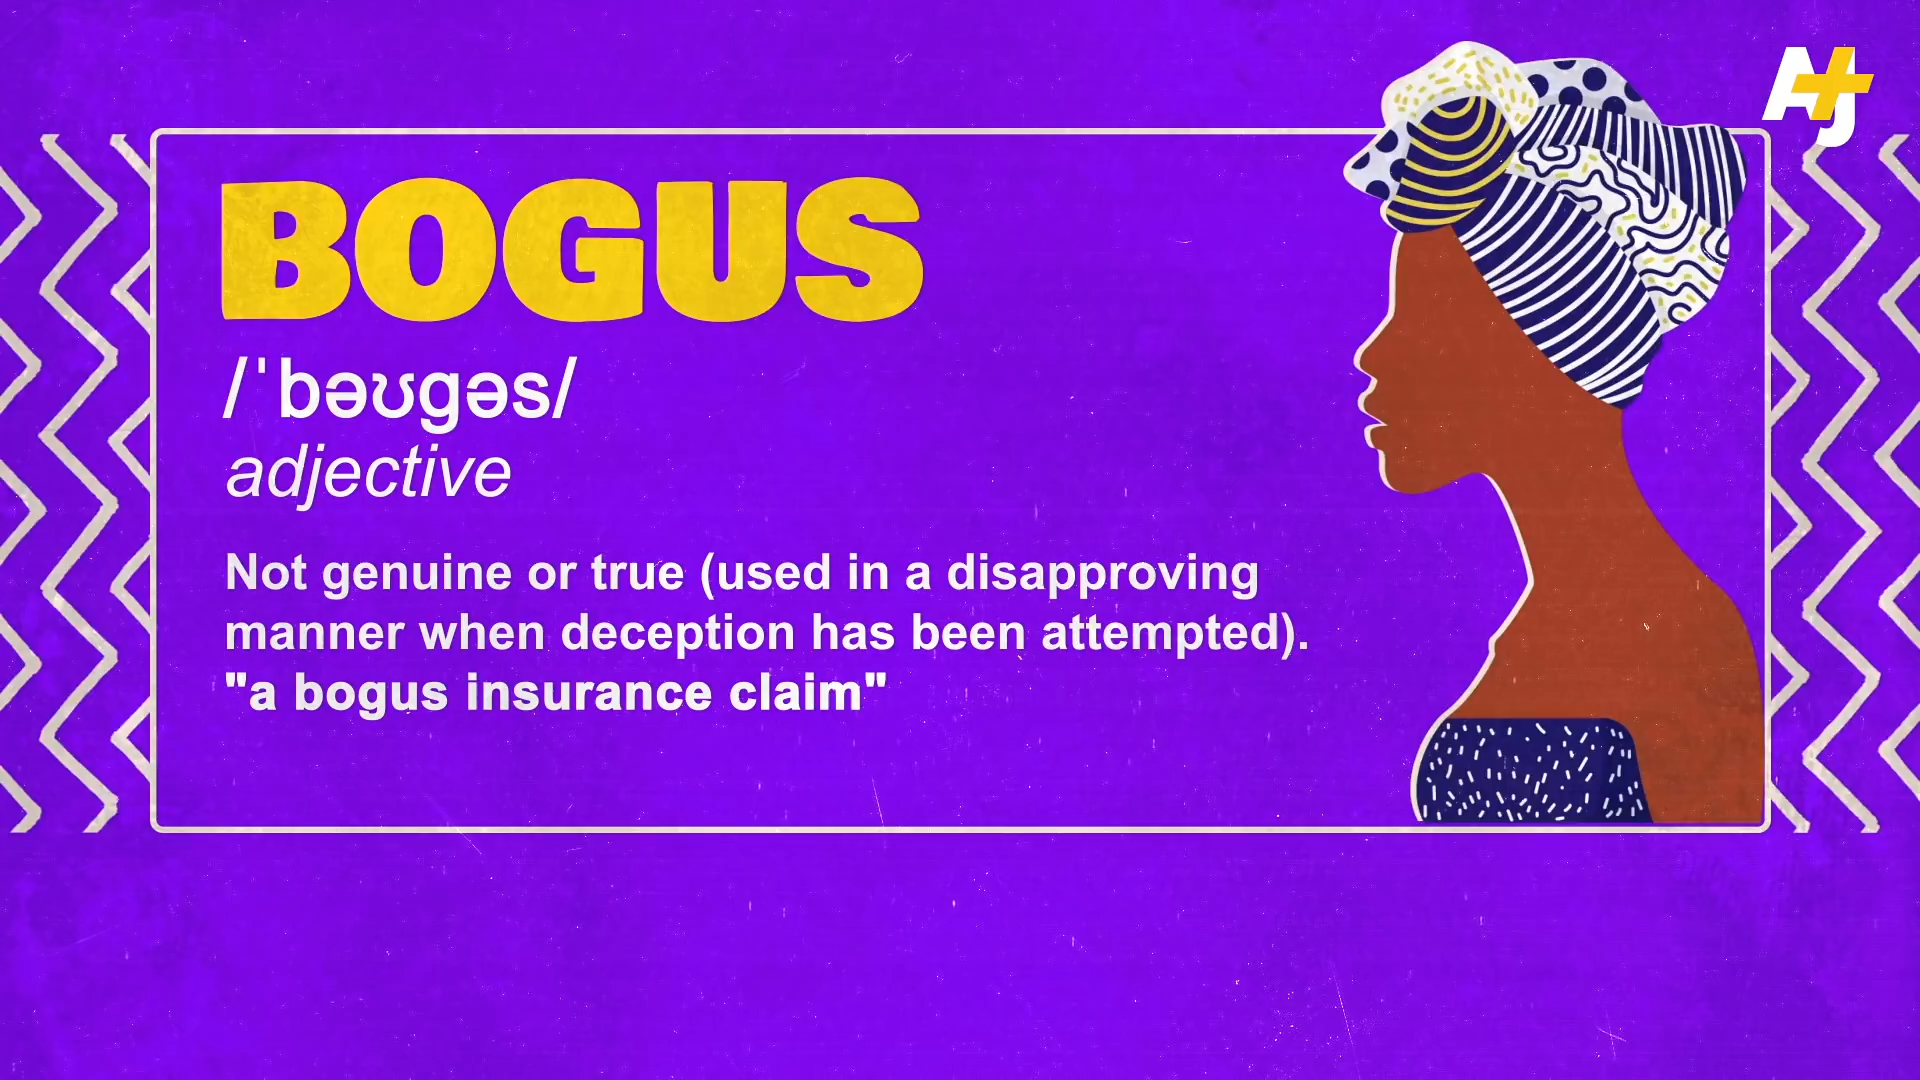 AJ+
BOGUS
/ˈbəʊgəs/
adjective
Not genuine or true (used in a disapproving
manner when deception has been attempted).
"a bogus insurance claim"